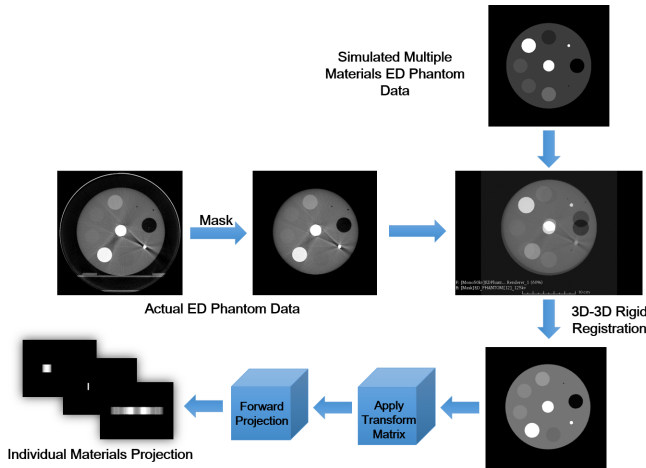 Simulated Multiple
Materials ED Phantom
Data
Mask
Actual ED Phantom Data
3D-3D Rigid
Registration
Forward
Projection
Apply
Transform
Matrix
Individual Materials Projection